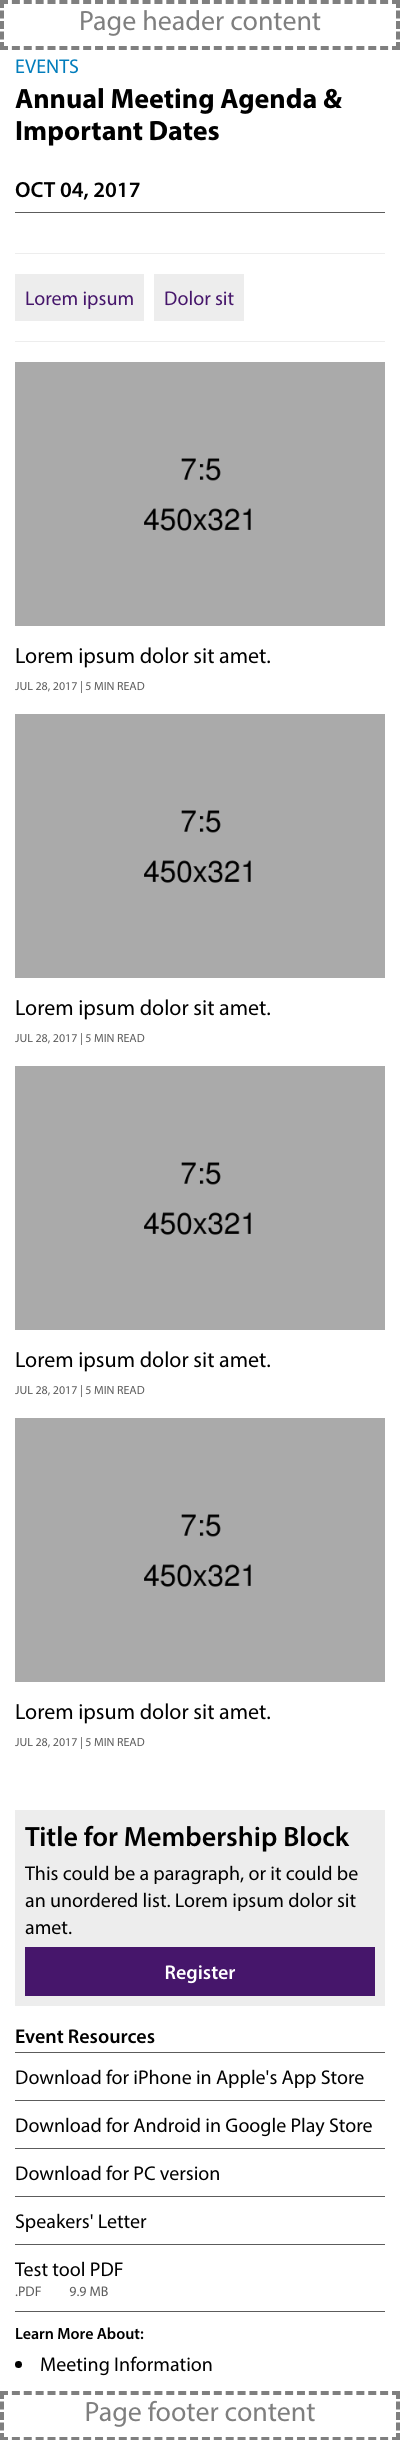 Page header content
EVENTS
Annual Meeting Agenda &
Important Dates
OCT 04, 2017
Lorem ipsum
Dolor sit
7:5
450x321
Lorem ipsum dolor sit amet.
JUL 28, 2017 | 5 MIN READ
7:5
450x321
Lorem ipsum dolor sit amet.
JUL 28, 2017 | 5 MIN READ
7:5
450x321
Lorem ipsum dolor sit amet.
JUL 28, 2017 | 5 MIN READ
7:5
450x321
Lorem ipsum dolor sit amet.
JUL 28, 2017 | 5 MIN READ
Title for Membership Block
This could be a paragraph, or it could be
an unordered list. Lorem ipsum dolor sit
amet.
Register
Event Resources
Download for iPhone in Apple's App Store
Download for Android in Google Play Store
Download for PC version
Speakers' Letter
Test tool PDF
.PDF 9.9 MB
Learn More About:
• Meeting Information
Page footer content